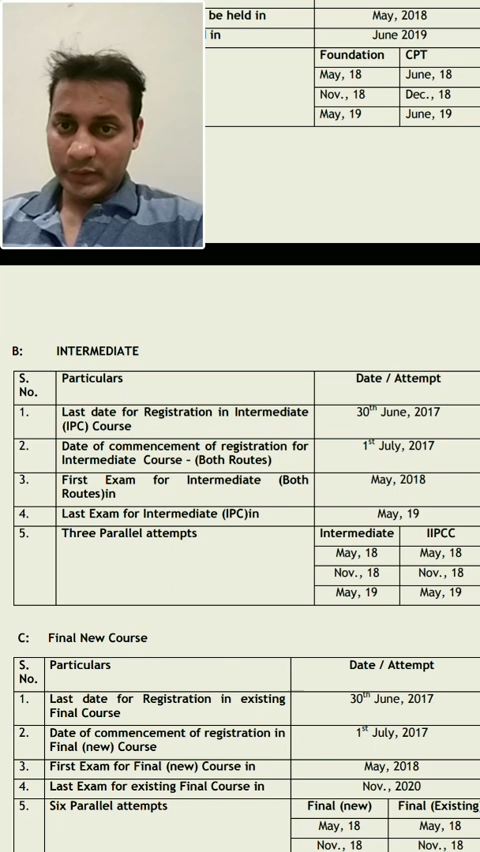 be held in May, 2018
in June 2019
Foundation CPT
May, 18 June, 18
Nov., 18 Dec., 18
May, 19 June, 19
B: INTERMEDIATE
S. No. Particulars Date / Attempt
1. Last date for Registration in Intermediate (IPC) Course 30th June, 2017
2. Date of commencement of registration for Intermediate Course – (Both Routes) 1st July, 2017
3. First Exam for Intermediate (Both Routes)in May, 2018
4. Last Exam for Intermediate (IPC)in May, 19
5. Three Parallel attempts Intermediate IIPCC
May, 18 May, 18
Nov., 18 Nov., 18
May, 19 May, 19
C: Final New Course
S. No. Particulars Date / Attempt
1. Last date for Registration in existing Final Course 30th June, 2017
2. Date of commencement of registration in Final (new) Course 1st July, 2017
3. First Exam for Final (new) Course in May, 2018
4. Last Exam for existing Final Course in Nov., 2020
5. Six Parallel attempts Final (new) Final (Existing
May, 18 May, 18
Nov., 18 Nov., 18